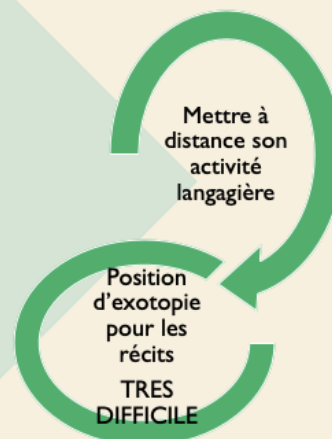 Mettre à
distance son
activité
langagière
Position
d'exotopie
pour les
récits
TRES
DIFFICILE